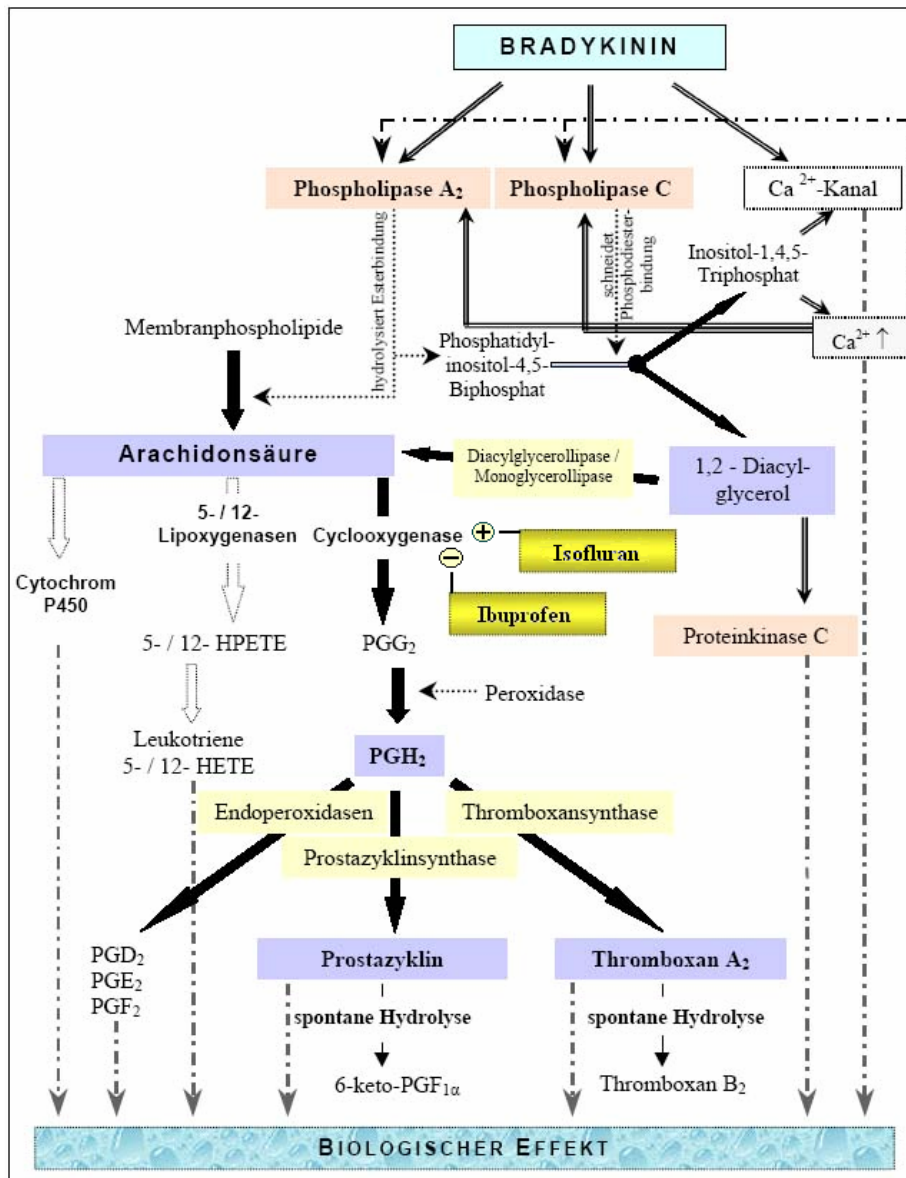 BRADYKININ
Phospholipase A₂
Phospholipase C
Ca ²⁺-Kanal
hydrolysiert Esterbindung
schneidet
Phosphodiester-
bindung
Inositol-1,4,5-
Triphosphat
Membranphospholipide
Phosphatidyl-
inositol-4,5-
Biphosphat
Ca²⁺ ↑
Arachidonsäure
Diacylglycerollipase /
Monoglycerollipase
1,2 - Diacyl-
glycerol
5- / 12-
Lipoxygenasen
Cyclooxygenase
+
Isofluran
−
Ibuprofen
Cytochrom
P450
5- / 12- HPETE
PGG₂
Proteinkinase C
Peroxidase
Leukotriene
5- / 12- HETE
PGH₂
Endoperoxidasen
Thromboxansynthase
Prostazyklinsynthase
PGD₂
PGE₂
PGF₂
Prostazyklin
Thromboxan A₂
spontane Hydrolyse
spontane Hydrolyse
6-keto-PGF₁α
Thromboxan B₂
BIOLOGISCHER EFFEKT